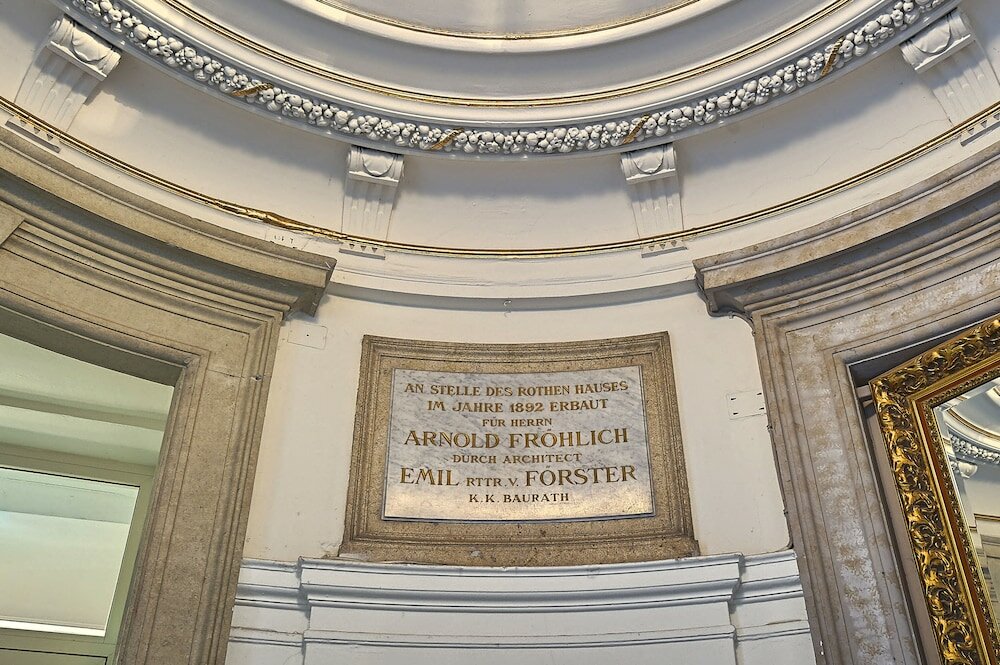 AN STELLE DES ROTHEN HAUSES
IM JAHRE 1892 ERBAUT
FÜR HERRN
ARNOLD FRÖHLICH
DURCH ARCHITECT
EMIL RTTR. V. FÖRSTER
K. K. BAURATH